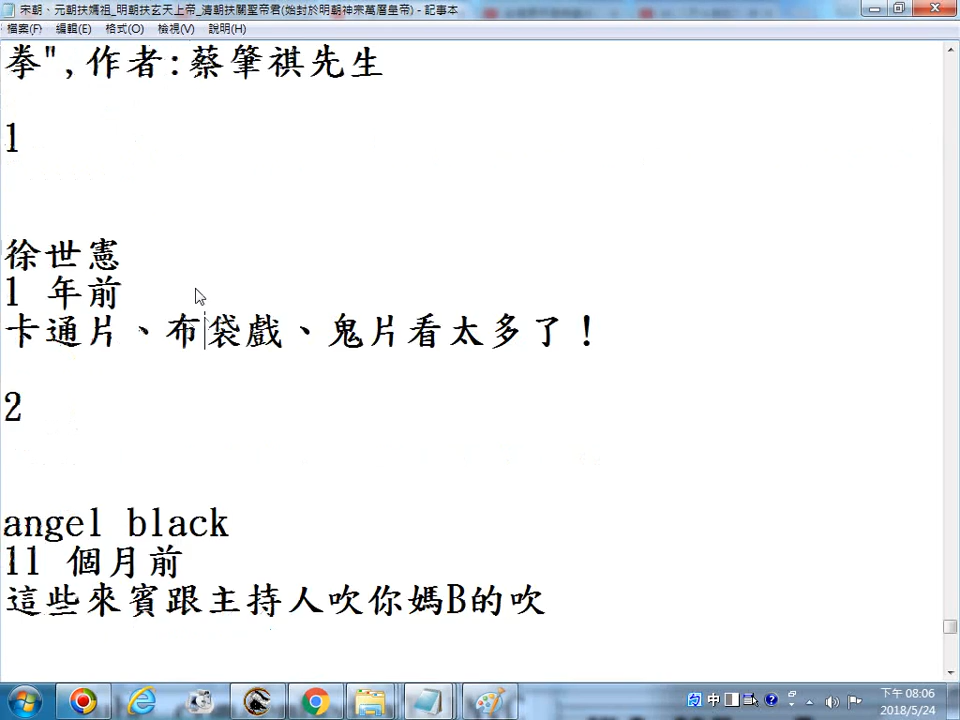 宋朝、元朝扶媽祖_明朝扶玄天上帝_清朝扶關聖帝君(始封於明朝神宗萬曆皇帝) - 記事本
檔案(F) 編輯(E) 格式(O) 檢視(V) 說明(H)
拳",作者:蔡肇祺先生
1
徐世憲
1 年前
卡通片、布袋戲、鬼片看太多了！
2
angel black
11 個月前
這些來賓跟主持人吹你媽B的吹
中
下午 08:06
2018/5/24